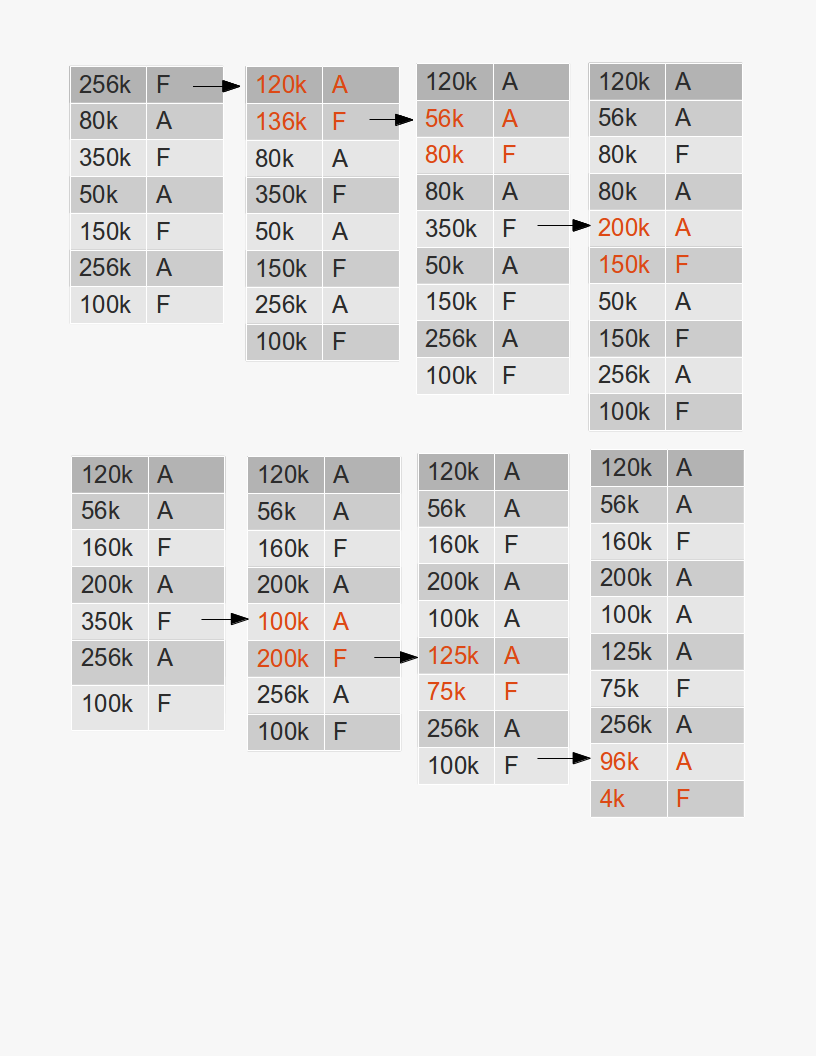 256k F
80k A
350k F
50k A
150k F
256k A
100k F
120k A
136k F
80k A
350k F
50k A
150k F
256k A
100k F
120k A
56k A
80k F
80k A
350k F
50k A
150k F
256k A
100k F
120k A
56k A
80k F
80k A
200k A
150k F
50k A
150k F
256k A
100k F
120k A
56k A
160k F
200k A
350k F
256k A
100k F
120k A
56k A
160k F
200k A
100k A
200k F
256k A
100k F
120k A
56k A
160k F
200k A
100k A
125k A
75k F
256k A
100k F
120k A
56k A
160k F
200k A
100k A
125k A
75k F
256k A
96k A
4k F